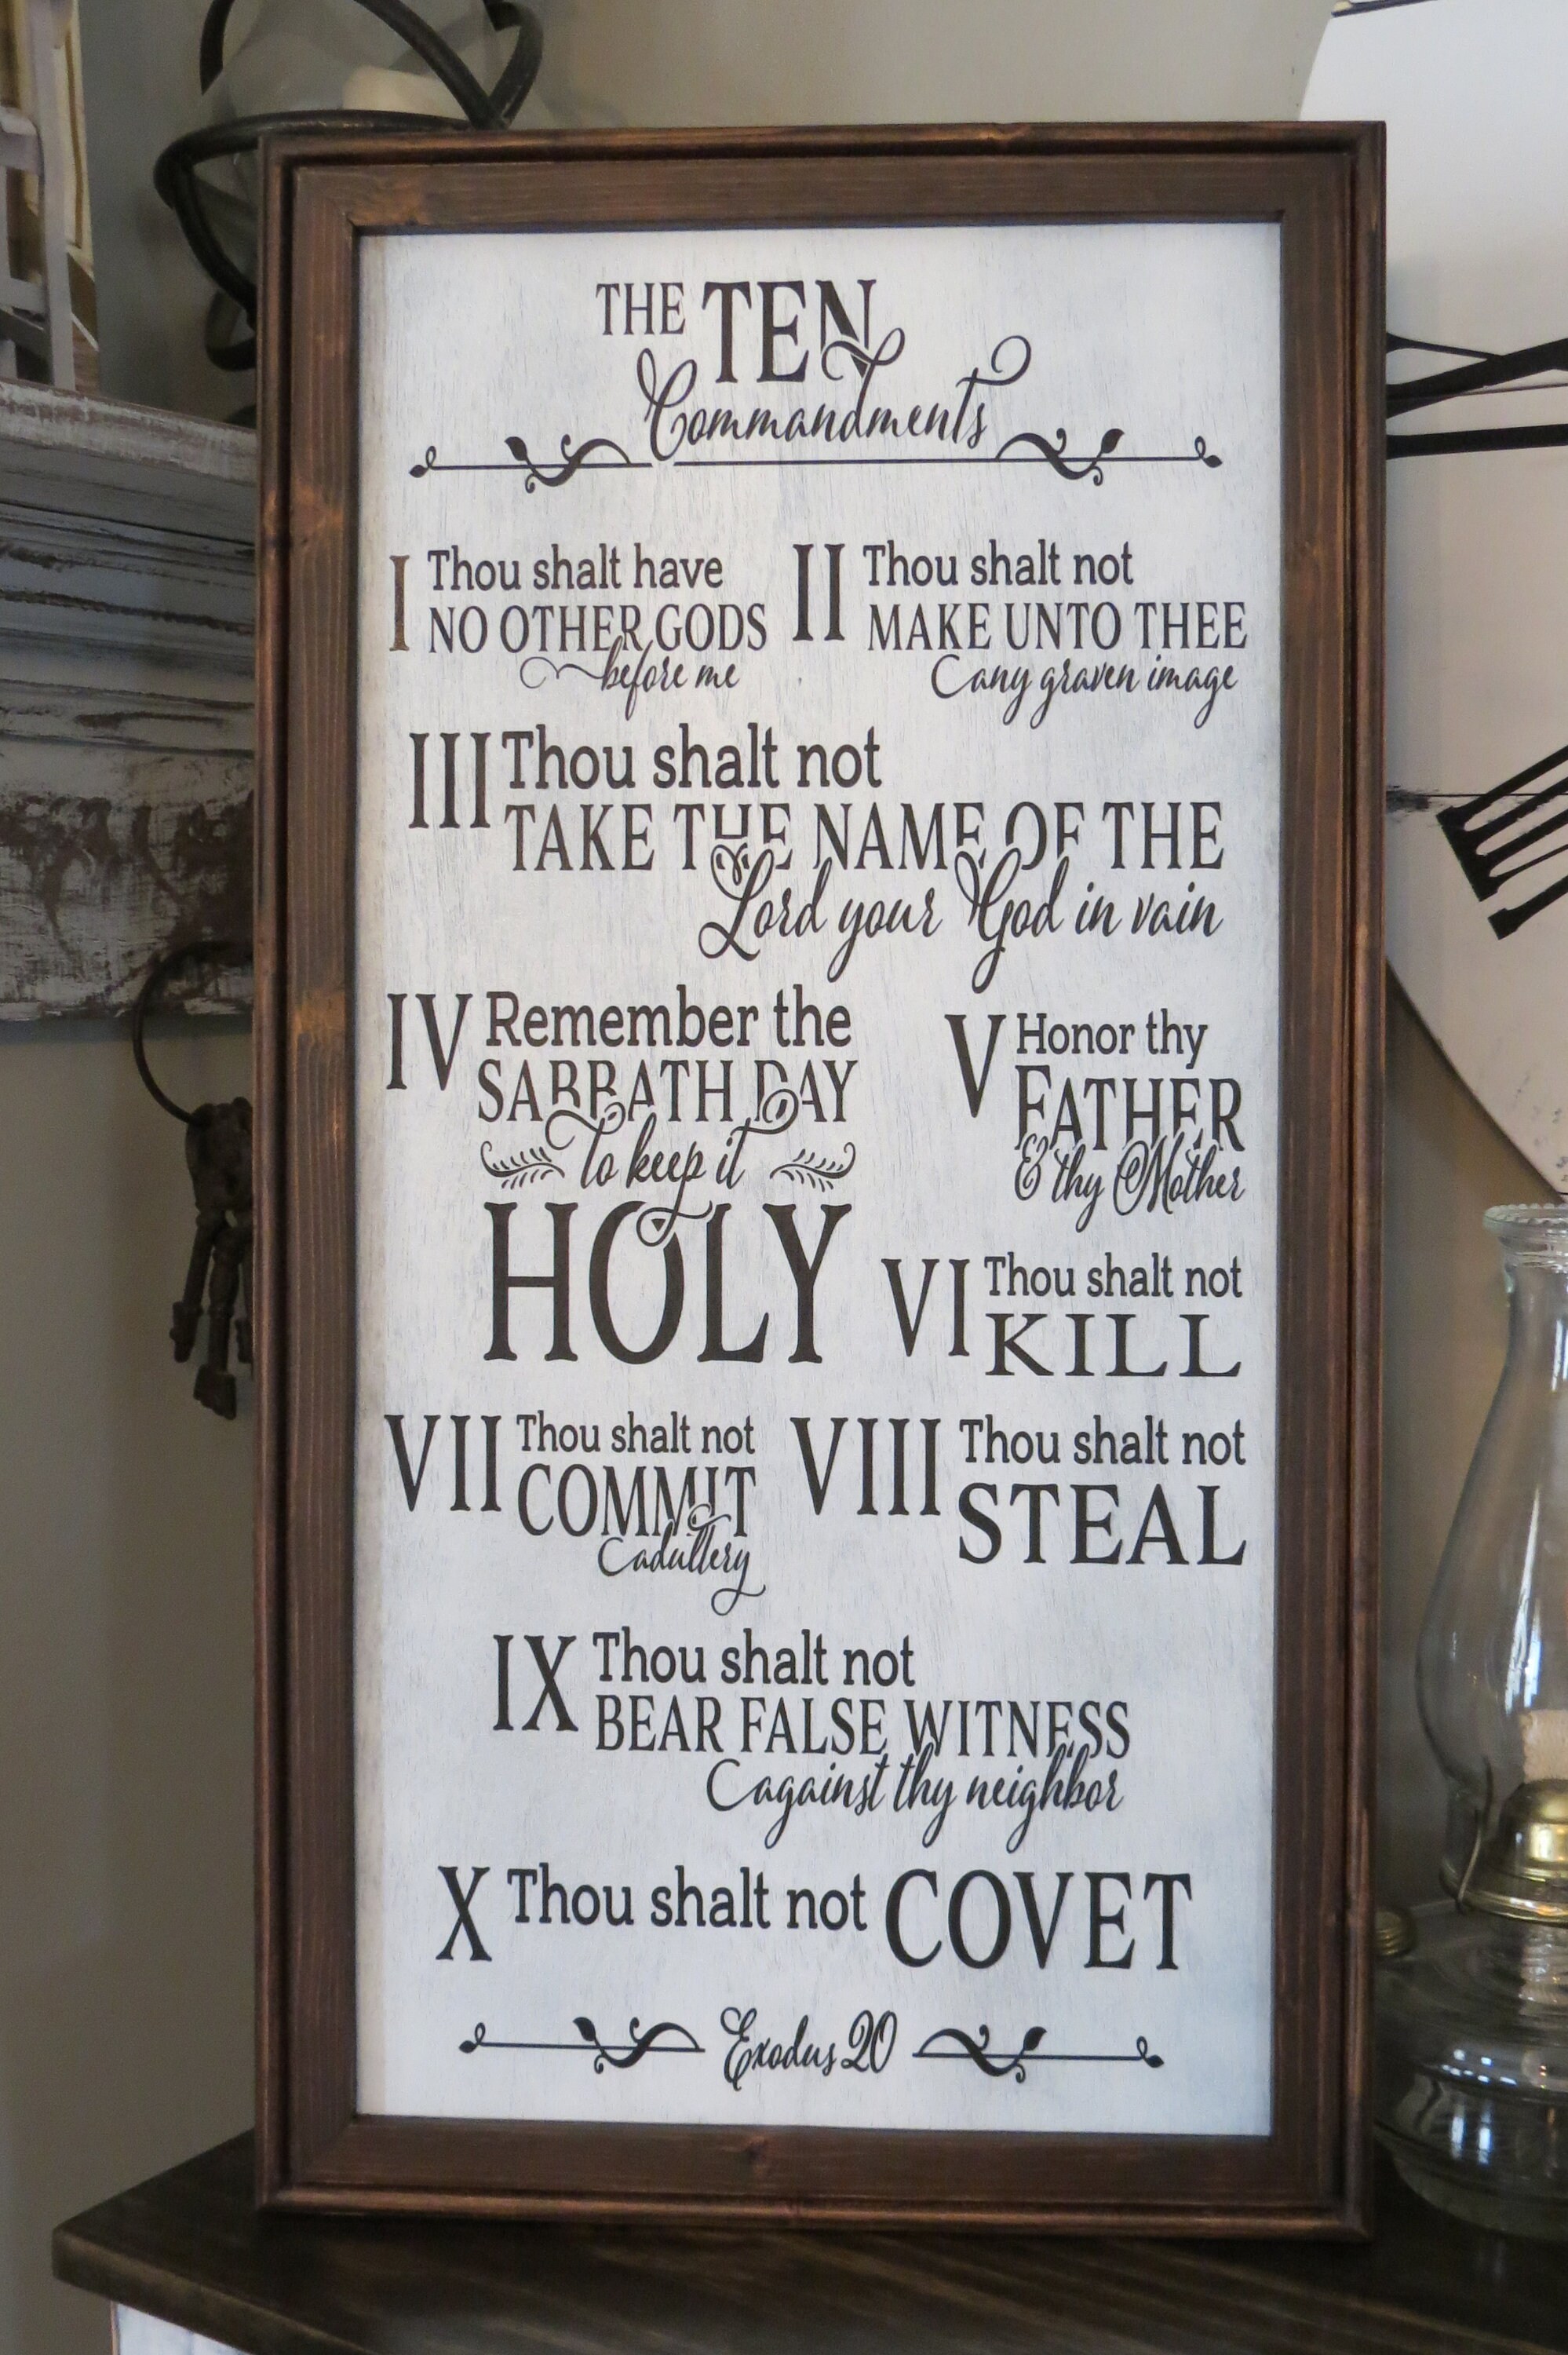 THE TEN
Commandments
I Thou shalt have
NO OTHER GODS
before me
II Thou shalt not
MAKE UNTO THEE
any graven image
III Thou shalt not
TAKE THE NAME OF THE
Lord your God in vain
IV Remember the
SABBATH DAY
To keep it
HOLY
V Honor thy
FATHER
& thy Mother
VI Thou shalt not
KILL
VII Thou shalt not
COMMIT
adultery
VIII Thou shalt not
STEAL
IX Thou shalt not
BEAR FALSE WITNESS
against thy neighbor
X Thou shalt not COVET
Exodus 20